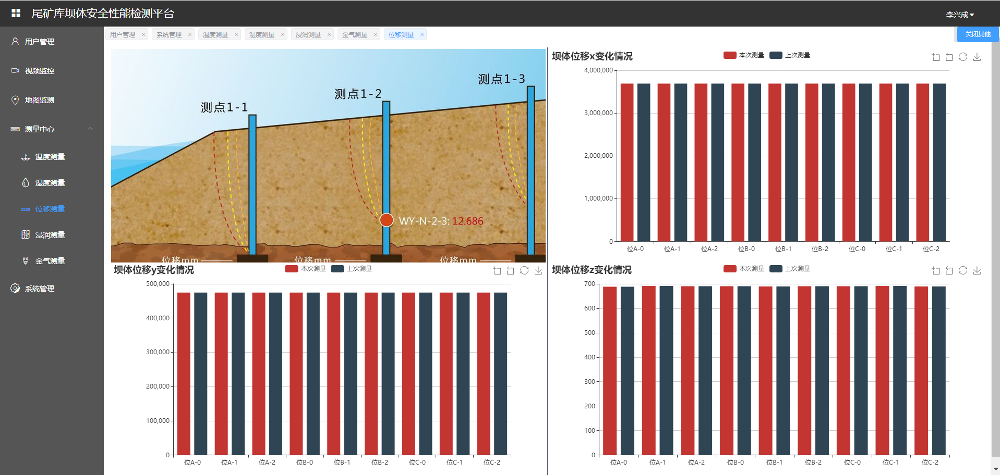 尾矿库坝体安全性能检测平台
李兴成
用户管理
视频监控
地图监测
测量中心
温度测量
湿度测量
位移测量
浸润测量
金气测量
系统管理
用户管理 × 系统管理 × 温度测量 × 湿度测量 × 浸润测量 × 金气测量 × 位移测量 ×
关闭其他
测点1-1
测点1-2
测点1-3
WY-N-2-3: 12.686
位移mm 位移mm 位移mm
坝体位移x变化情况
本次测量 上次测量
4,000,000
3,000,000
2,000,000
1,000,000
0
位A-0 位A-1 位A-2 位B-0 位B-1 位B-2 位C-0 位C-1 位C-2
坝体位移y变化情况
本次测量 上次测量
500,000
400,000
300,000
200,000
100,000
0
位A-0 位A-1 位A-2 位B-0 位B-1 位B-2 位C-0 位C-1 位C-2
坝体位移z变化情况
本次测量 上次测量
700
600
500
400
300
200
100
0
位A-0 位A-1 位A-2 位B-0 位B-1 位B-2 位C-0 位C-1 位C-2